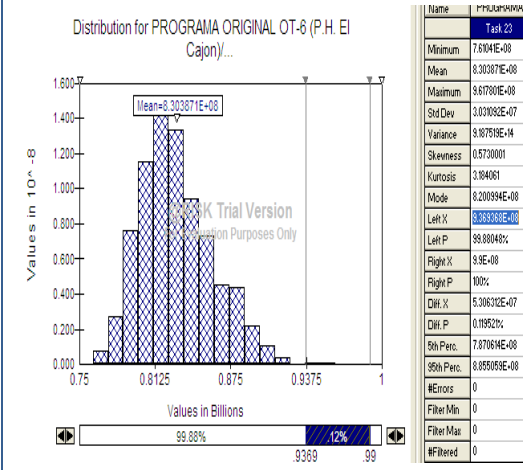 Distribution for PROGRAMA ORIGINAL OT-6 (P.H. El
Cajon)/...
Values in 10^ -8
1.600
1.400
1.200
1.000
0.800
0.600
0.400
0.200
0.000
Mean=8.303871E+08
@RISK Trial Version
For Evaluation Purposes Only
0.75 0.8125 0.875 0.9375 1
Values in Billions
99.88% .12%
.9369 .99
Name PROGRAMA
Task 23
Minimum 7.61041E+08
Mean 8.303871E+08
Maximum 9.617801E+08
Std Dev 3.031092E+07
Variance 9.187519E+14
Skewness 0.5730001
Kurtosis 3.184061
Mode 8.200994E+08
Left X 9.369368E+08
Left P 99.88048%
Right X 9.9E+08
Right P 100%
Diff. X 5.306312E+07
Diff. P 0.119521%
5th Perc. 7.870614E+08
95th Perc. 8.855059E+08
#Errors 0
Filter Min 0
Filter Max 0
#Filtered 0